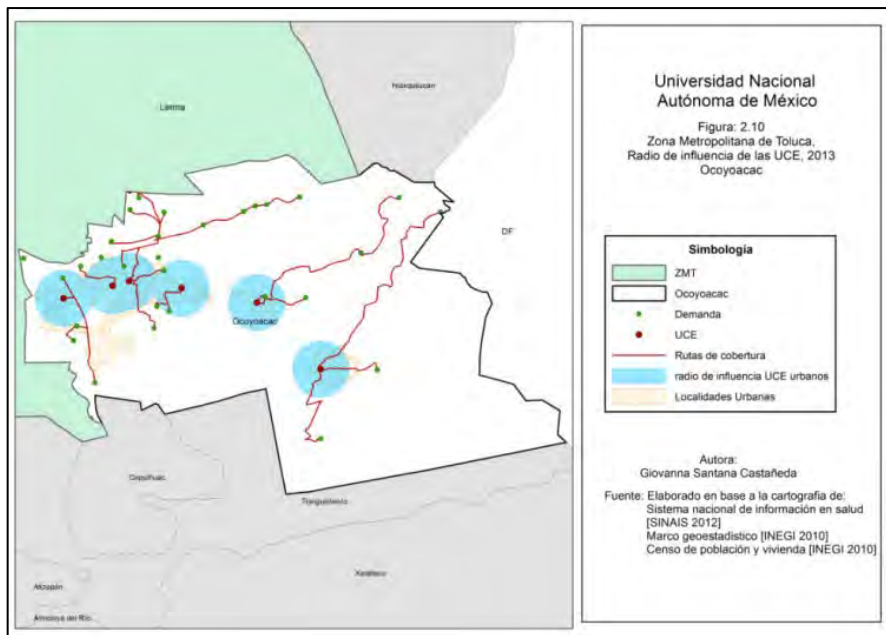 Lerma
Huixquilucan
DF
Ocoyoacac
Capulhuac
Tianguistenco
Xalatlaco
Atizapán
Almoloya del Río
Universidad Nacional
Autónoma de México
Figura: 2.10
Zona Metropolitana de Toluca,
Radio de influencia de las UCE, 2013
Ocoyoacac
Simbología
ZMT
Ocoyoacac
Demanda
UCE
Rutas de cobertura
radio de influencia UCE urbanos
Localidades Urbanas
Autora:
Giovanna Santana Castañeda
Fuente: Elaborado en base a la cartografia de:
Sistema nacional de información en salud
[SINAIS 2012]
Marco geoestadístico [INEGI 2010]
Censo de población y vivienda [INEGI 2010]